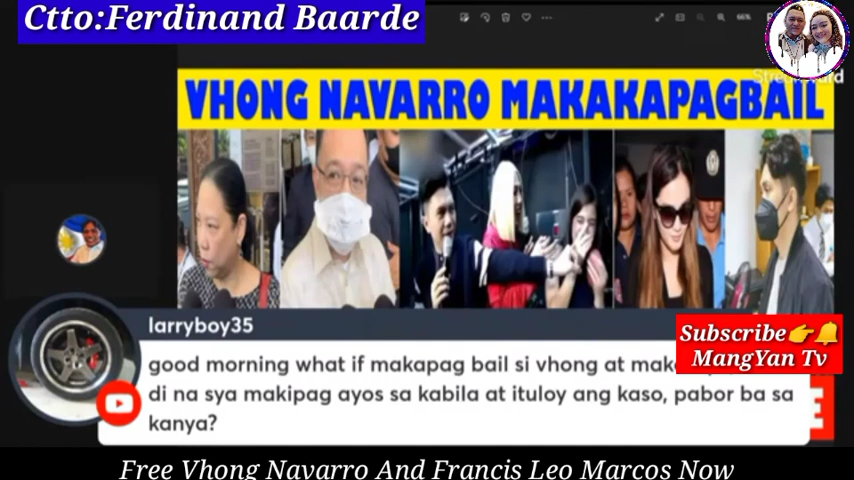 Ctto:Ferdinand Baarde
66%
VHONG NAVARRO MAKAKAPAGBAIL
larryboy35
good morning what if makapag bail si vhong at
di na sya makipag ayos sa kabila at ituloy ang kaso, pabor ba sa
kanya?
Subscribe👉🔔
MangYan Tv
Free Vhong Navarro And Francis Leo Marcos Now